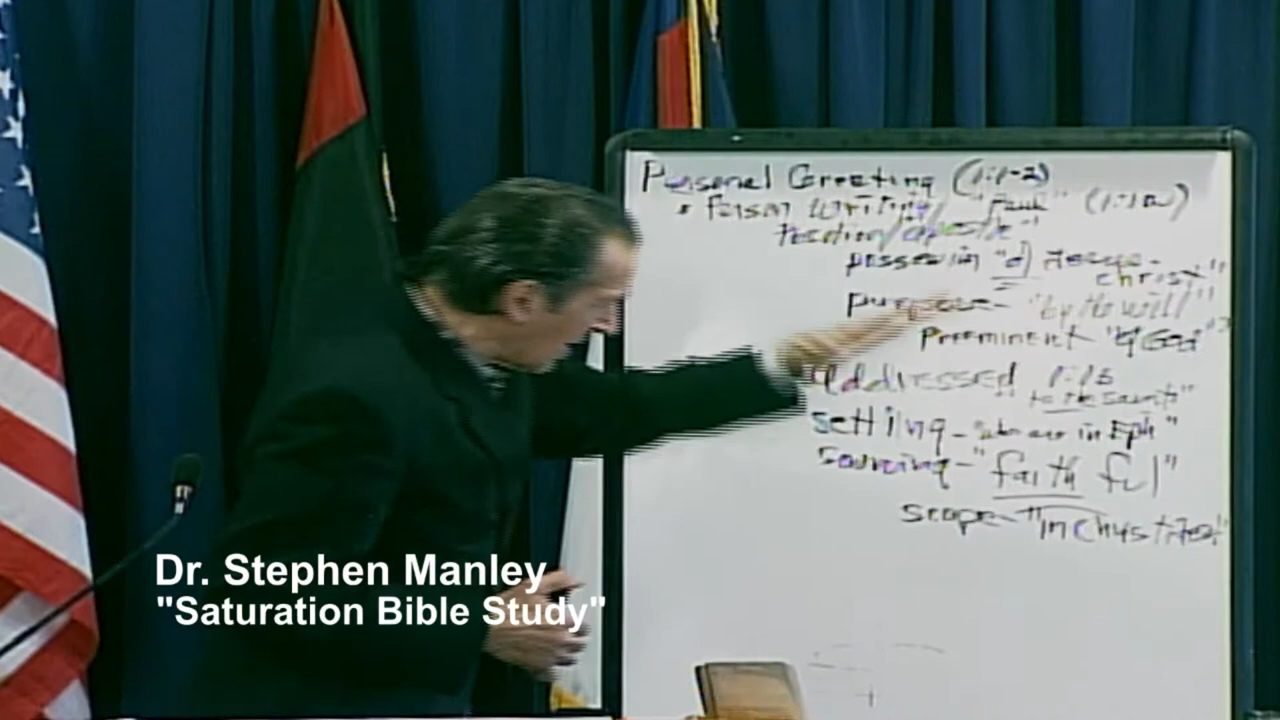 Personal Greeting (1:1-2)
• Person Writing/ "Paul" (1:1a)
Position/apostle"
possession "of Jesus
Christ"
purpose- "by the will"
Preeminent "of God"
Addressed 1:1b
"to the saints"
setting- "who are in Eph"
"faithful"
scope- "in Christ Jesus"
Dr. Stephen Manley
"Saturation Bible Study"